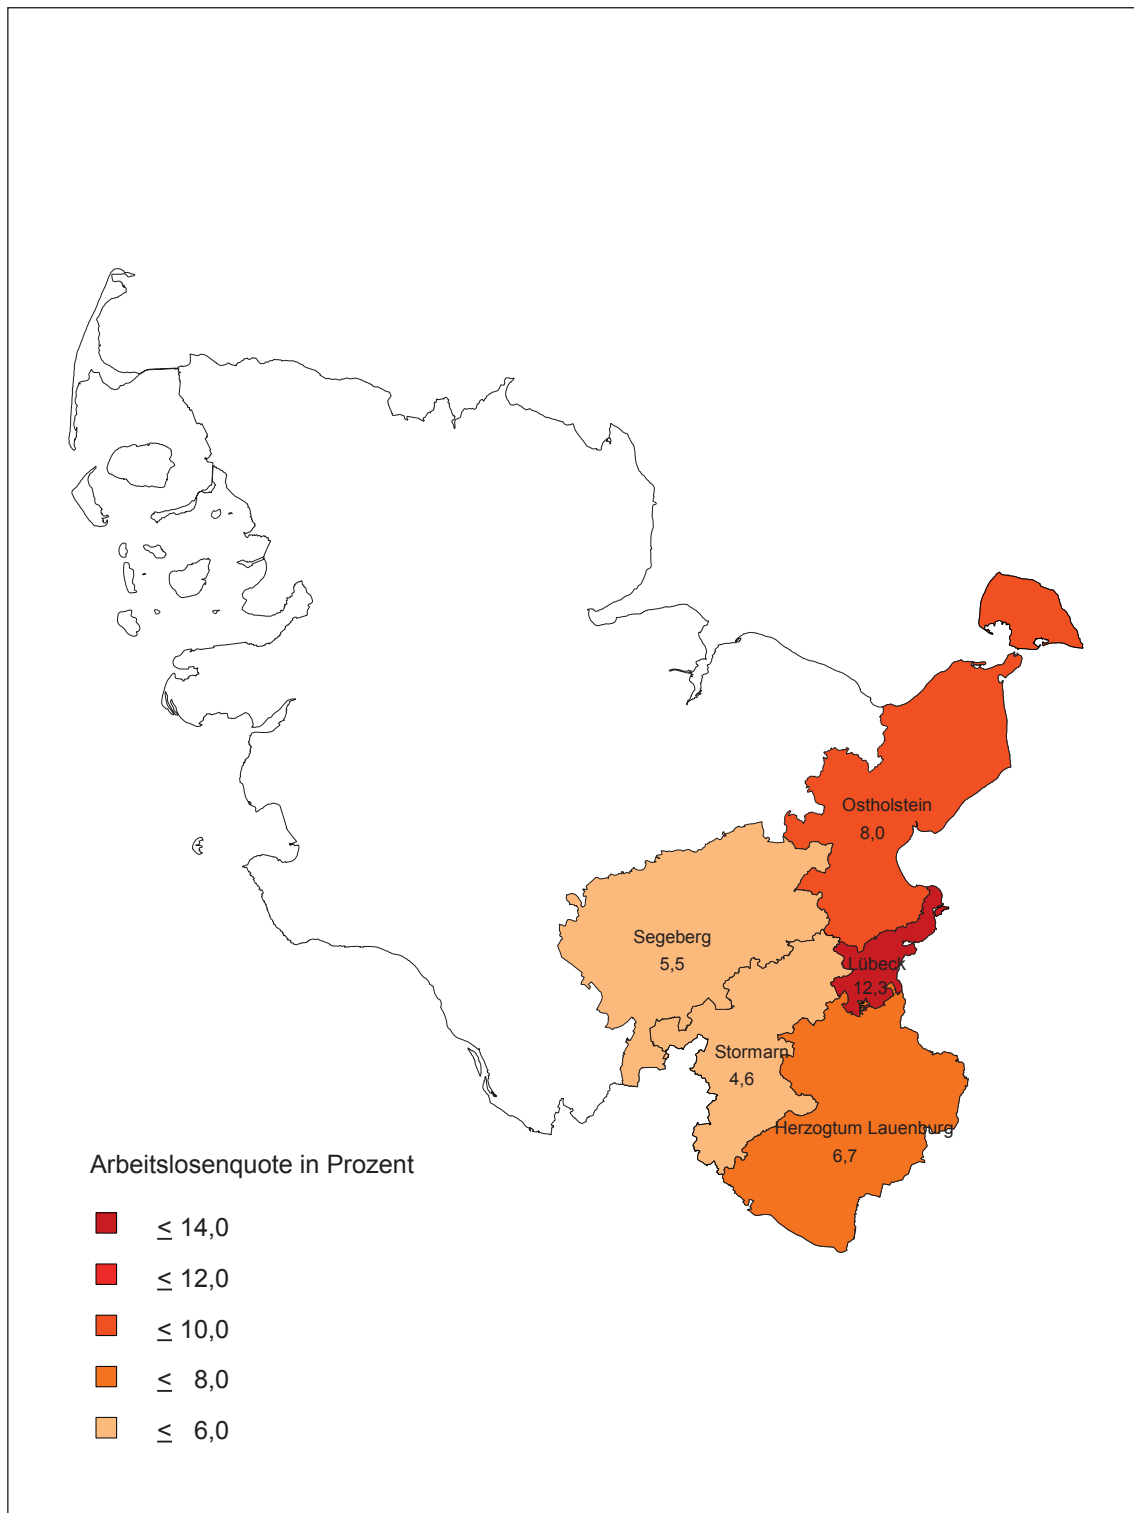 Ostholstein
8,0
Segeberg
5,5
Lübeck
12,3
Stormarn
4,6
Herzogtum Lauenburg
6,7
Arbeitslosenquote in Prozent
≤ 14,0
≤ 12,0
≤ 10,0
≤ 8,0
≤ 6,0